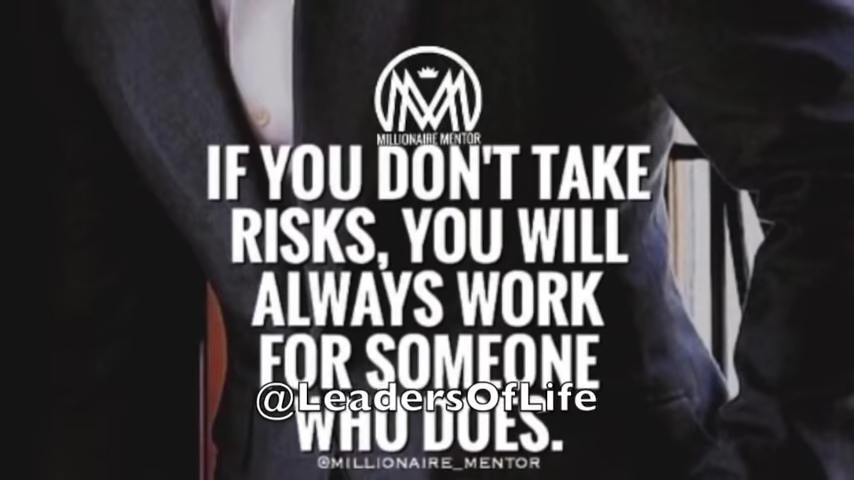 MILLIONAIRE MENTOR
IF YOU DON'T TAKE
RISKS, YOU WILL
ALWAYS WORK
FOR SOMEONE
@LeadersOfLife
WHO DOES.
@MILLIONAIRE_MENTOR